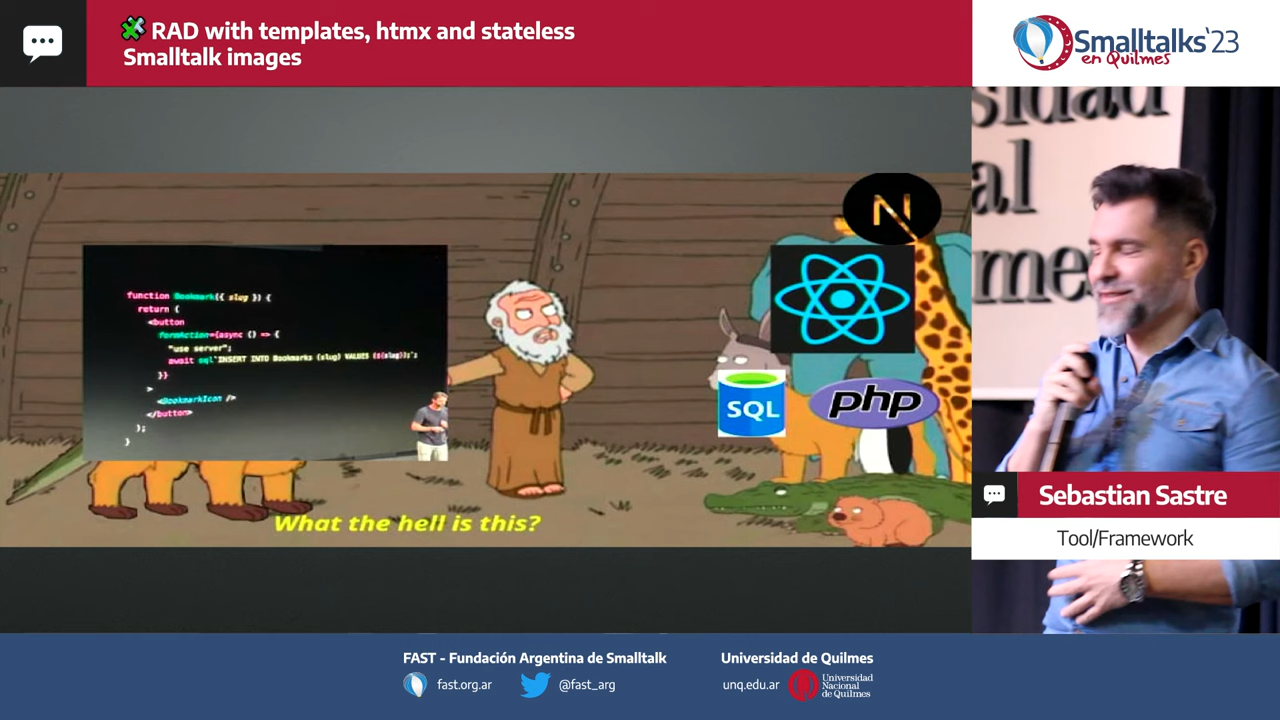 RAD with templates, htmx and stateless
Smalltalk images
Smalltalks'23
en Quilmes
function Bookmark({ slug }) {
return (
<button
formAction={async () => {
"use server";
await sql`INSERT INTO Bookmarks (slug) VALUES (${slug});`;
}}
>
<BookmarkIcon />
</button>
);
}
N
SQL
php
What the hell is this?
sidad
al
mes
Sebastian Sastre
Tool/Framework
FAST - Fundación Argentina de Smalltalk
fast.org.ar
@fast_arg
Universidad de Quilmes
unq.edu.ar
Universidad
Nacional
de Quilmes